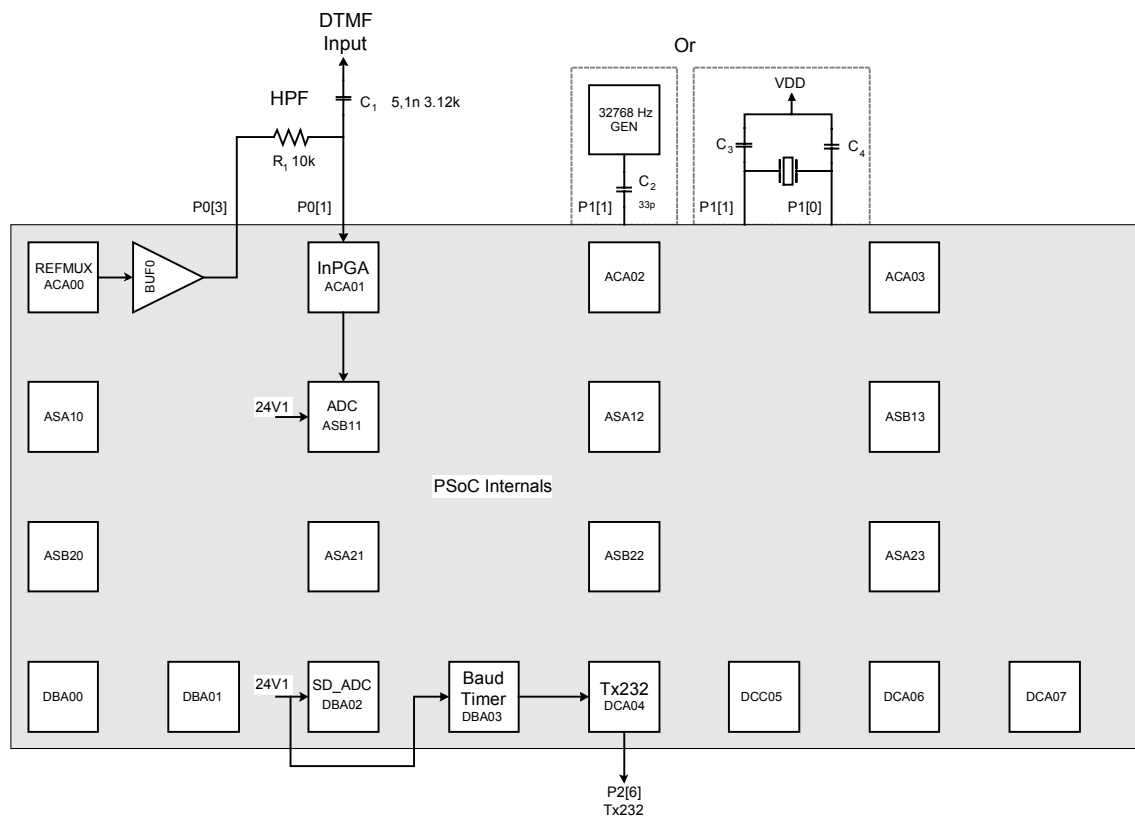 DTMF
Input
Or
HPF
C1 5,1n 3.12k
R1 10k
32768 Hz
GEN
VDD
C3
C4
C2
33p
P0[3]
P0[1]
P1[1]
P1[1]
P1[0]
REFMUX
ACA00
BUF0
InPGA
ACA01
ACA02
ACA03
ASA10
24V1
ADC
ASB11
ASA12
ASB13
PSoC Internals
ASB20
ASA21
ASB22
ASA23
DBA00
DBA01
24V1
SD_ADC
DBA02
Baud
Timer
DBA03
Tx232
DCA04
DCC05
DCA06
DCA07
P2[6]
Tx232